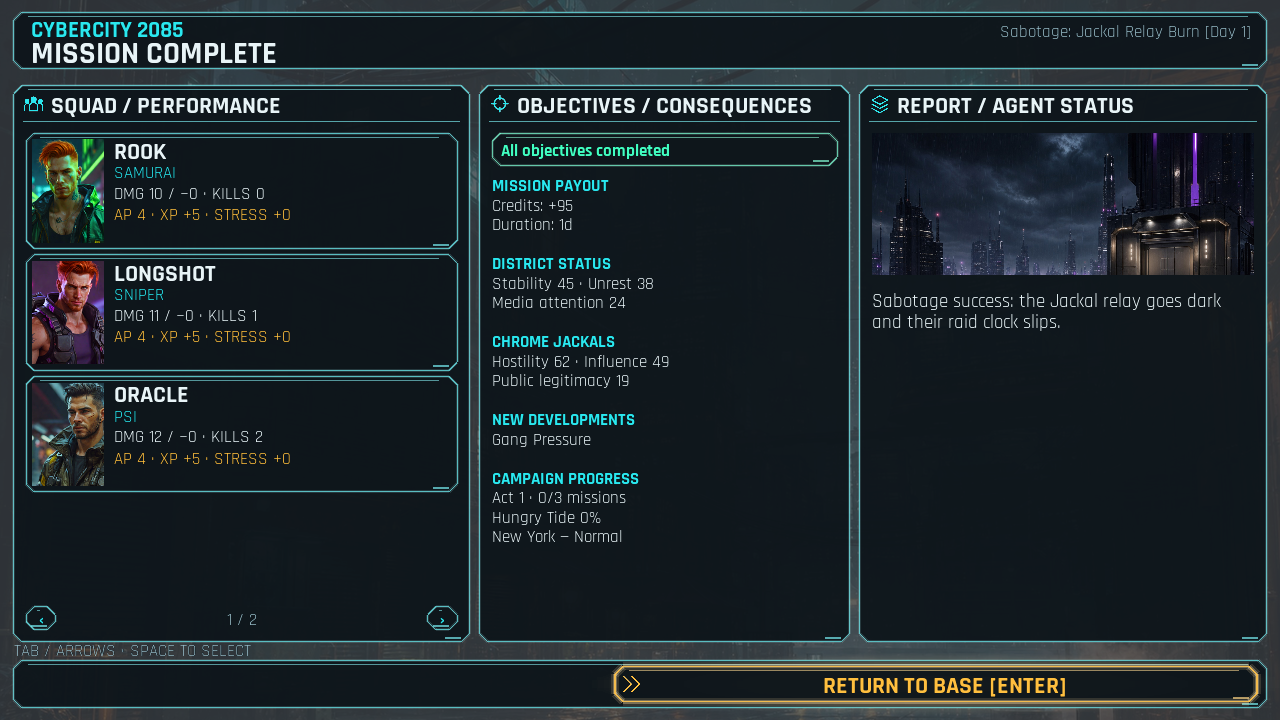 CYBERCITY 2085
MISSION COMPLETE
Sabotage: Jackal Relay Burn [Day 1]
SQUAD / PERFORMANCE
ROOK
SAMURAI
DMG 10 / −0 · KILLS 0
AP 4 · XP +5 · STRESS +0
LONGSHOT
SNIPER
DMG 11 / −0 · KILLS 1
AP 4 · XP +5 · STRESS +0
ORACLE
PSI
DMG 12 / −0 · KILLS 2
AP 4 · XP +5 · STRESS +0
‹ 1 / 2 ›
OBJECTIVES / CONSEQUENCES
All objectives completed
MISSION PAYOUT
Credits: +95
Duration: 1d
DISTRICT STATUS
Stability 45 · Unrest 38
Media attention 24
CHROME JACKALS
Hostility 62 · Influence 49
Public legitimacy 19
NEW DEVELOPMENTS
Gang Pressure
CAMPAIGN PROGRESS
Act 1 · 0/3 missions
Hungry Tide 0%
New York — Normal
REPORT / AGENT STATUS
Sabotage success: the Jackal relay goes dark
and their raid clock slips.
TAB / ARROWS · SPACE TO SELECT
RETURN TO BASE [ENTER]